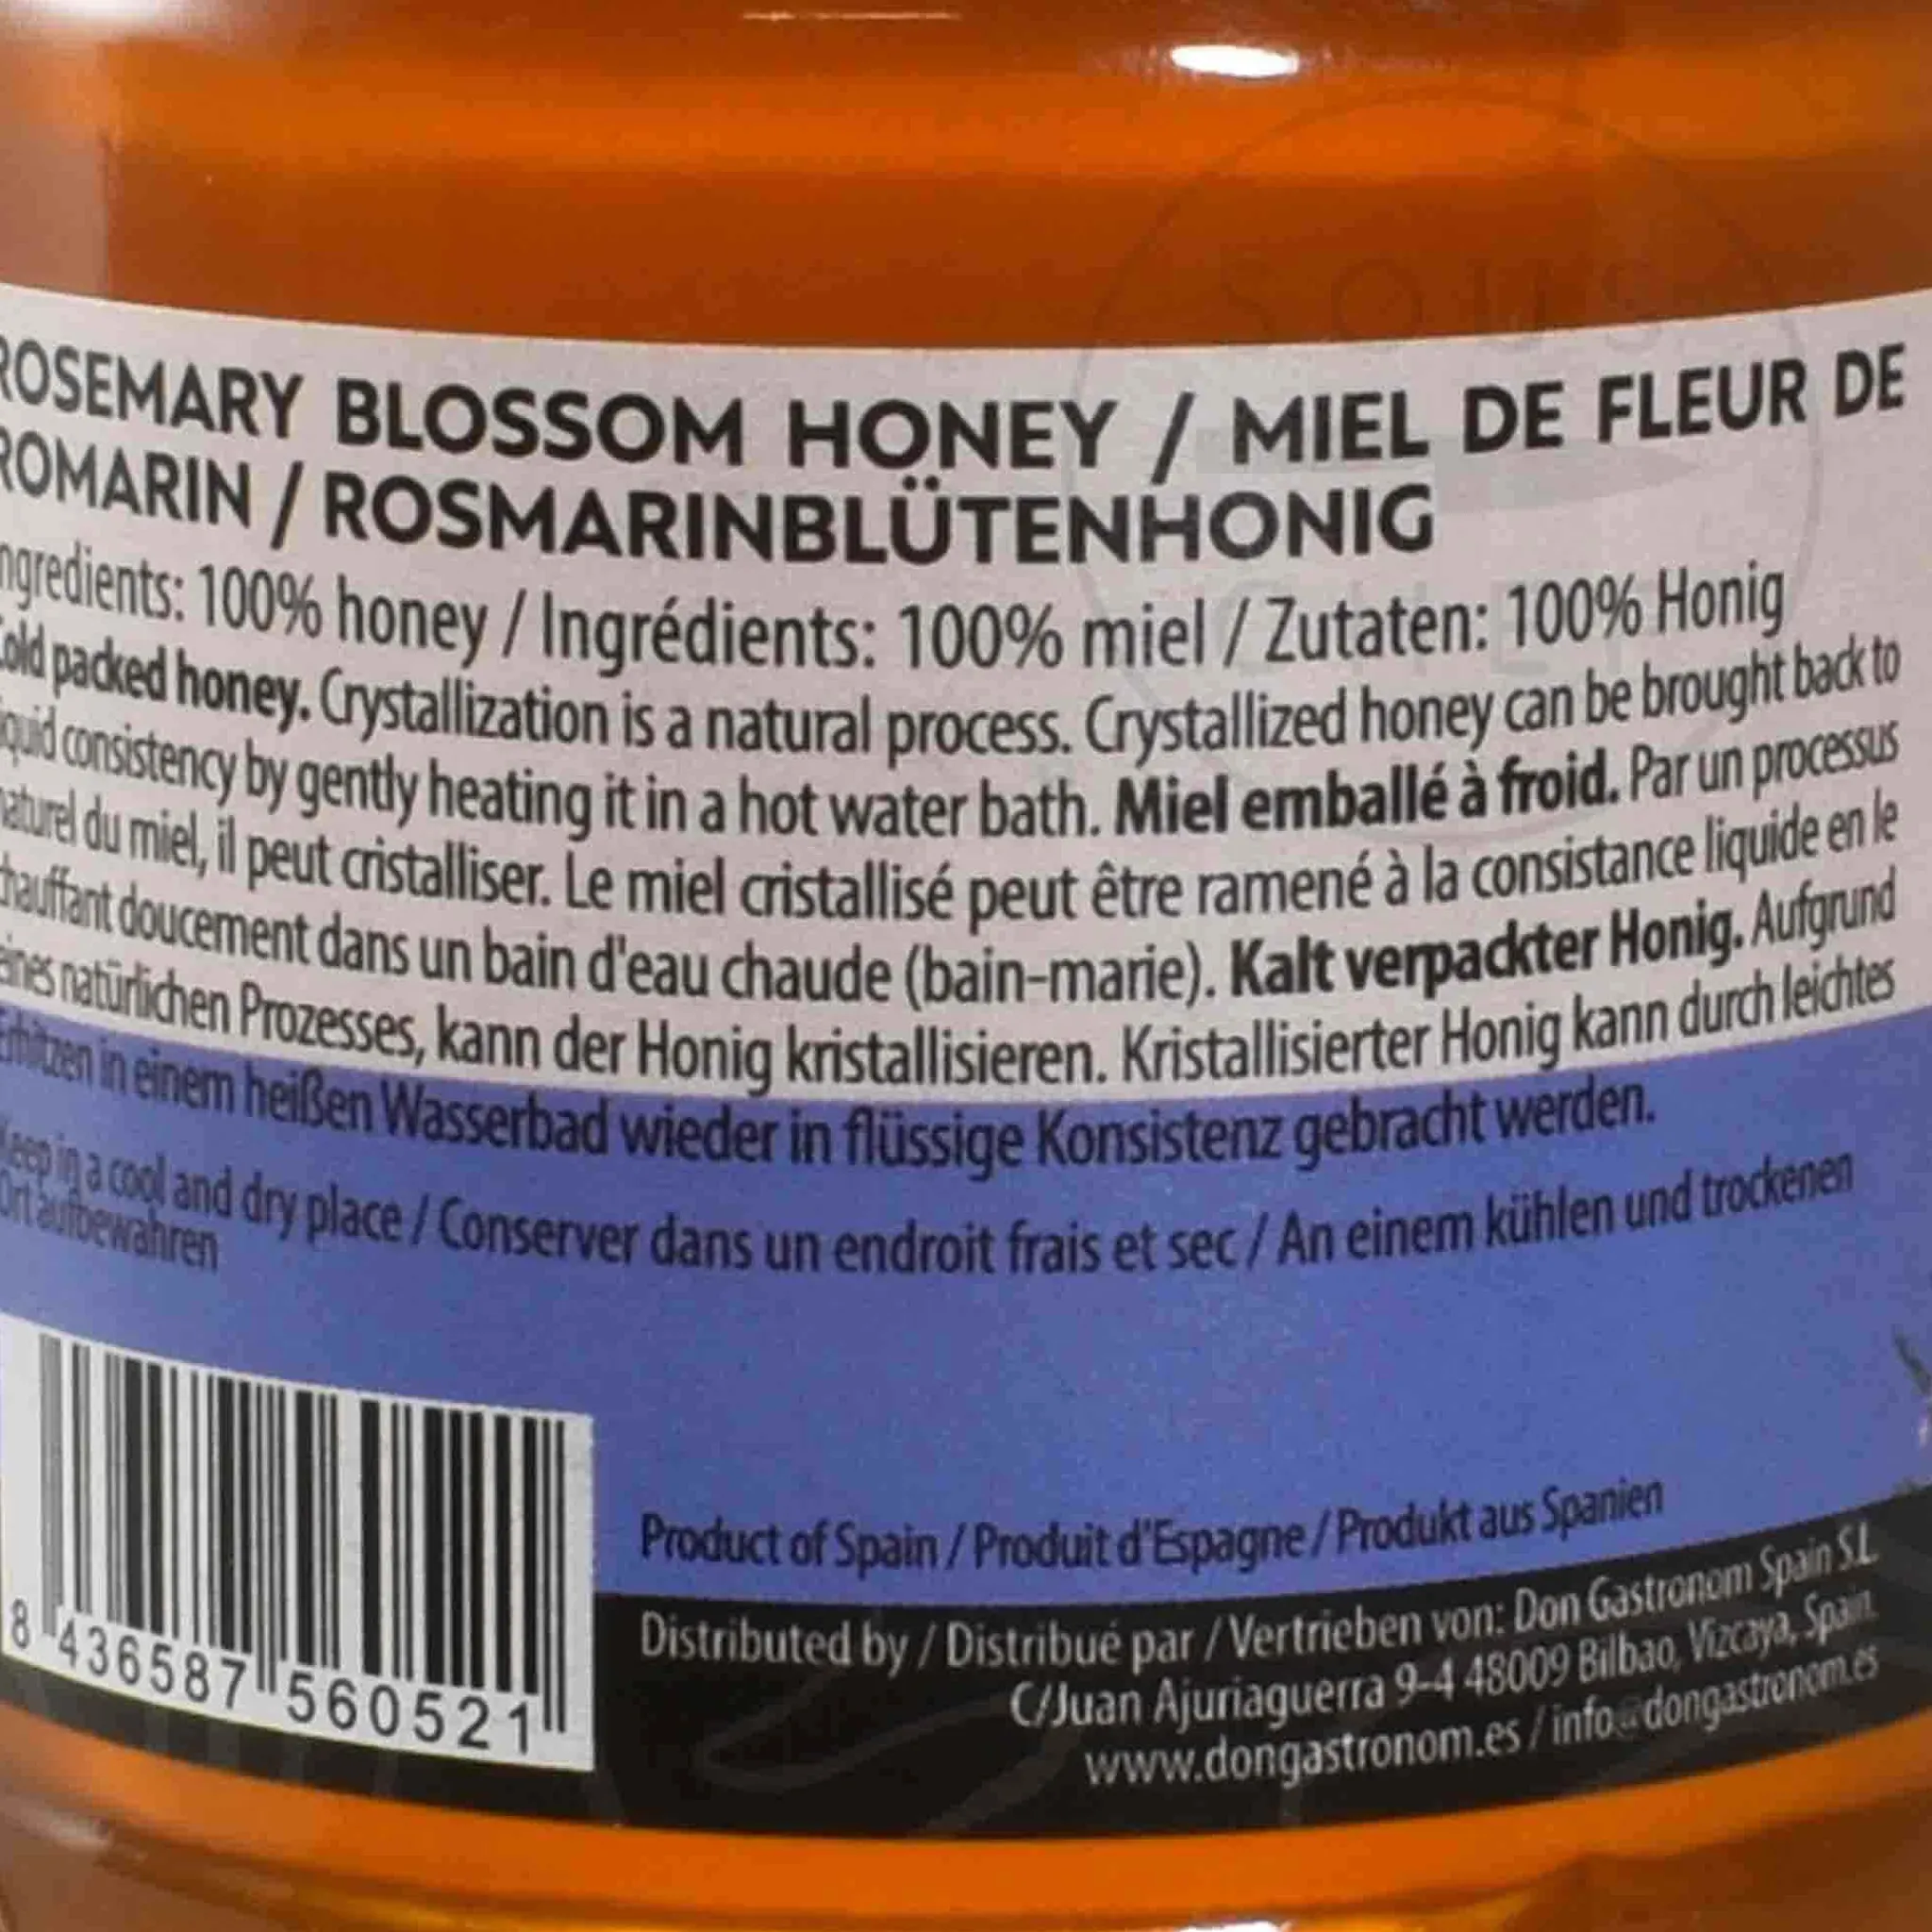 ROSEMARY BLOSSOM HONEY / MIEL DE FLEUR DE
ROMARIN / ROSMARINBLÜTENHONIG
ngredients: 100% honey / Ingrédients: 100% miel / Zutaten: 100% Honig
Cold packed honey. Crystallization is a natural process. Crystallized honey can be brought back to
iquid consistency by gently heating it in a hot water bath. Miel emballé à froid. Par un processus
naturel du miel, il peut cristalliser. Le miel cristallisé peut être ramené à la consistance liquide en le
chauffant doucement dans un bain d'eau chaude (bain-marie). Kalt verpackter Honig. Aufgrund
eines natürlichen Prozesses, kann der Honig kristallisieren. Kristallisierter Honig kann durch leichtes
Erhitzen in einem heißen Wasserbad wieder in flüssige Konsistenz gebracht werden.
Keep in a cool and dry place / Conserver dans un endroit frais et sec / An einem kühlen und trockenen
Ort aufbewahren
Product of Spain / Produit d'Espagne / Produkt aus Spanien
Distributed by / Distribué par / Vertrieben von: Don Gastronom Spain S.L.
C/Juan Ajuriaguerra 9-4 48009 Bilbao, Vizcaya, Spain.
www.dongastronom.es / info@dongastronom.es
8 436587 560521
SOUS
CHEF